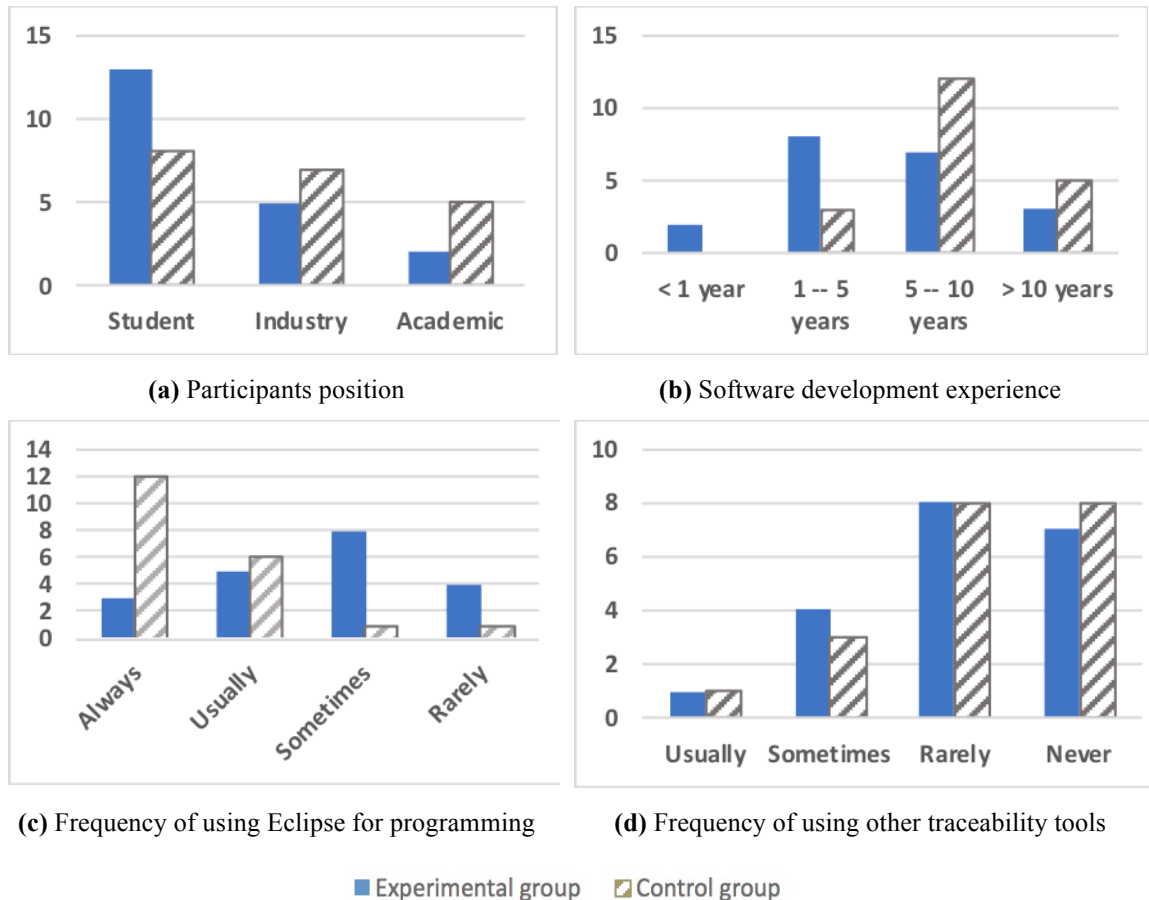 15
10
5
0
Student Industry Academic
(a) Participants position
15
10
5
0
< 1 year 1 -- 5 5 -- 10 > 10 years
years years
(b) Software development experience
14
12
10
8
6
4
2
0
Always Usually Sometimes Rarely
(c) Frequency of using Eclipse for programming
10
8
6
4
2
0
Usually Sometimes Rarely Never
(d) Frequency of using other traceability tools
Experimental group Control group